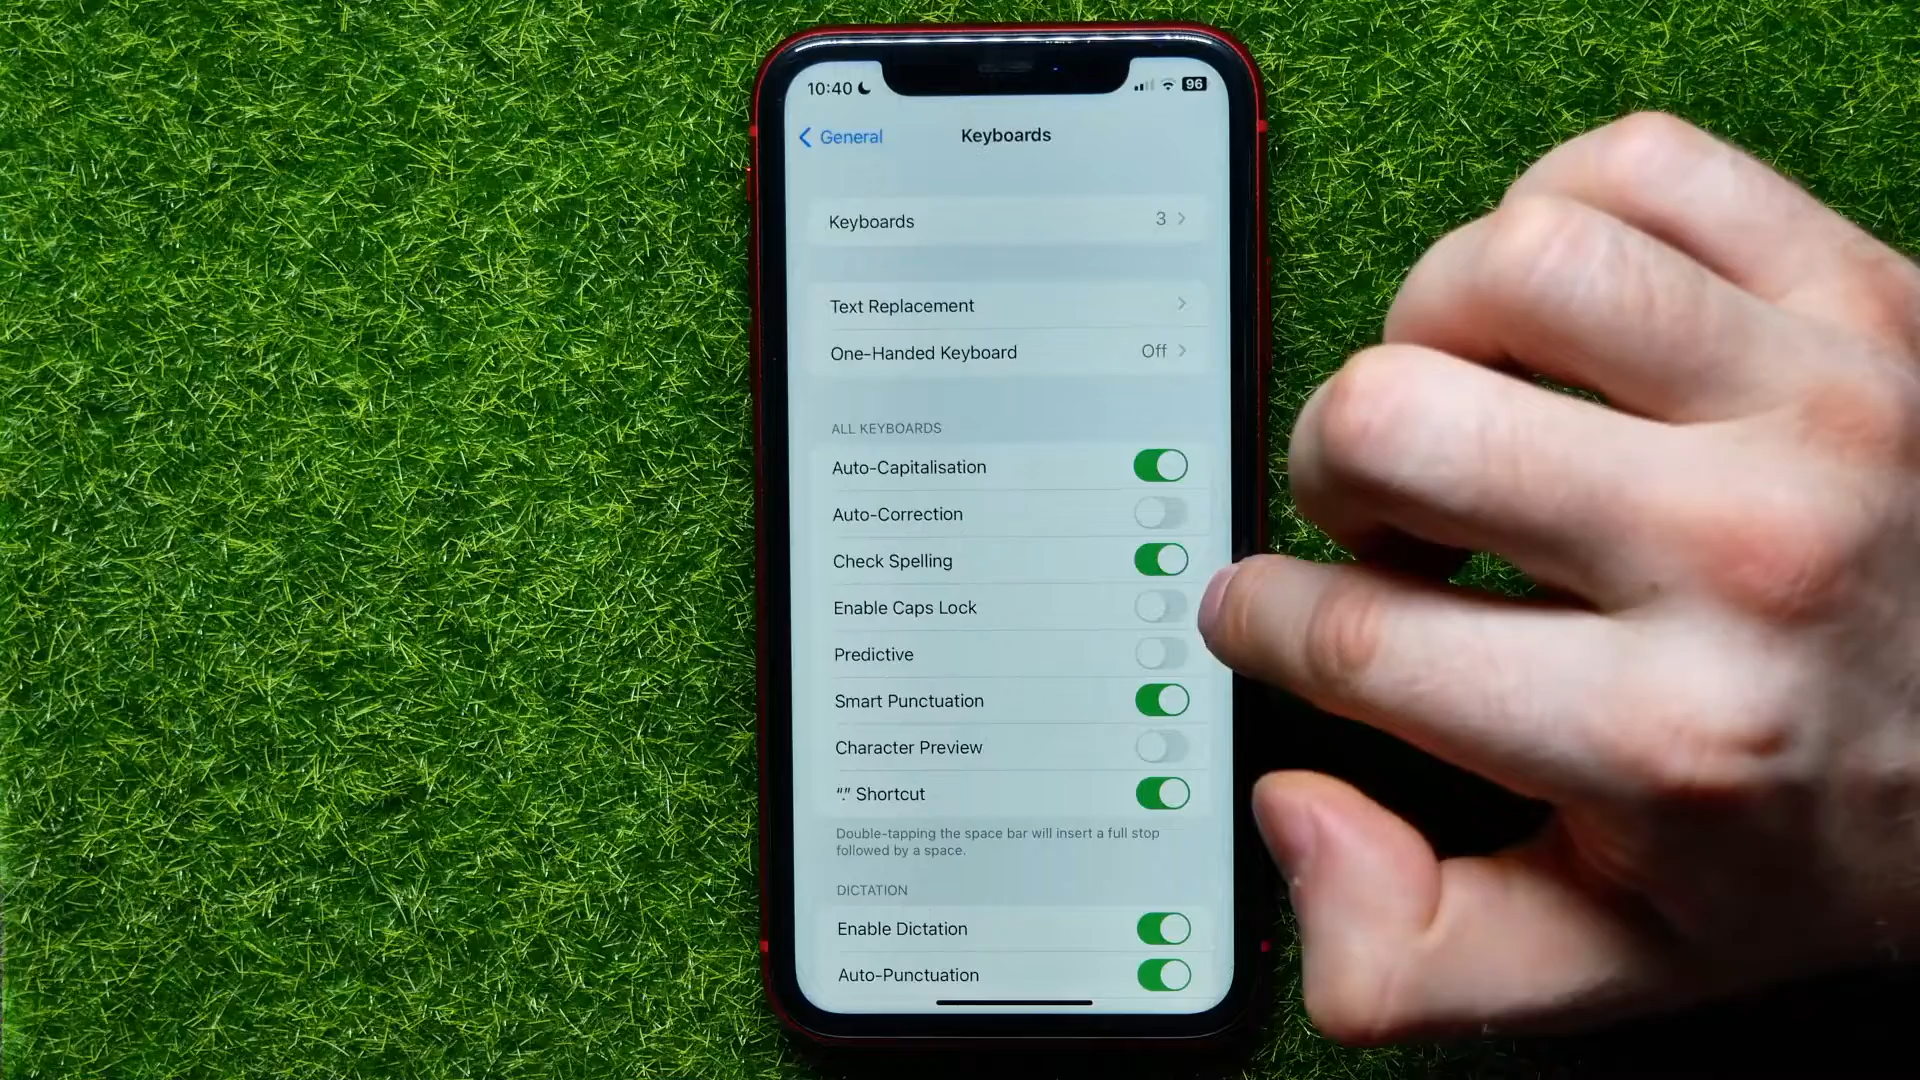 10:40
96
General
Keyboards
Keyboards 3
Text Replacement
One-Handed Keyboard Off
ALL KEYBOARDS
Auto-Capitalisation
Auto-Correction
Check Spelling
Enable Caps Lock
Predictive
Smart Punctuation
Character Preview
“.” Shortcut
Double-tapping the space bar will insert a full stop
followed by a space.
DICTATION
Enable Dictation
Auto-Punctuation